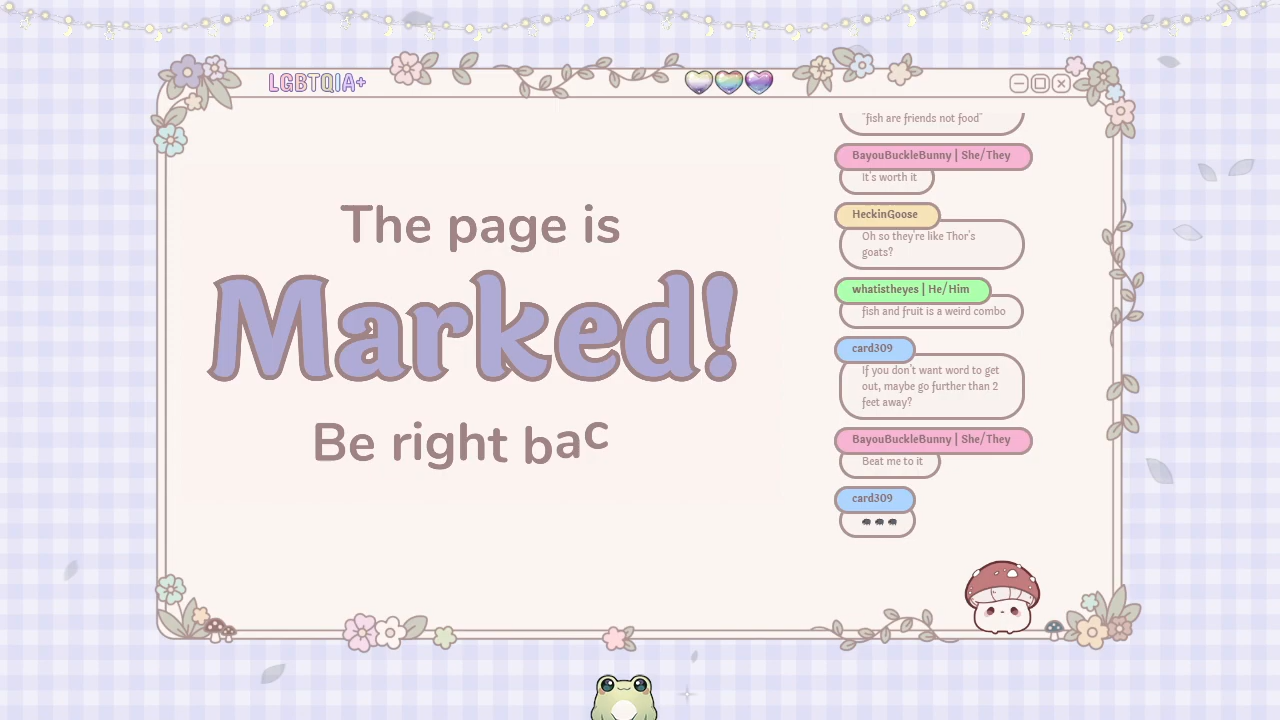 LGBTQIA+
The page is
Marked!
Be right bac
"fish are friends not food"
BayouBuckleBunny | She/They
It's worth it
HeckinGoose
Oh so they're like Thor's
goats?
whatistheyes | He/Him
fish and fruit is a weird combo
card309
If you don't want word to get
out, maybe go further than 2
feet away?
BayouBuckleBunny | She/They
Beat me to it
card309